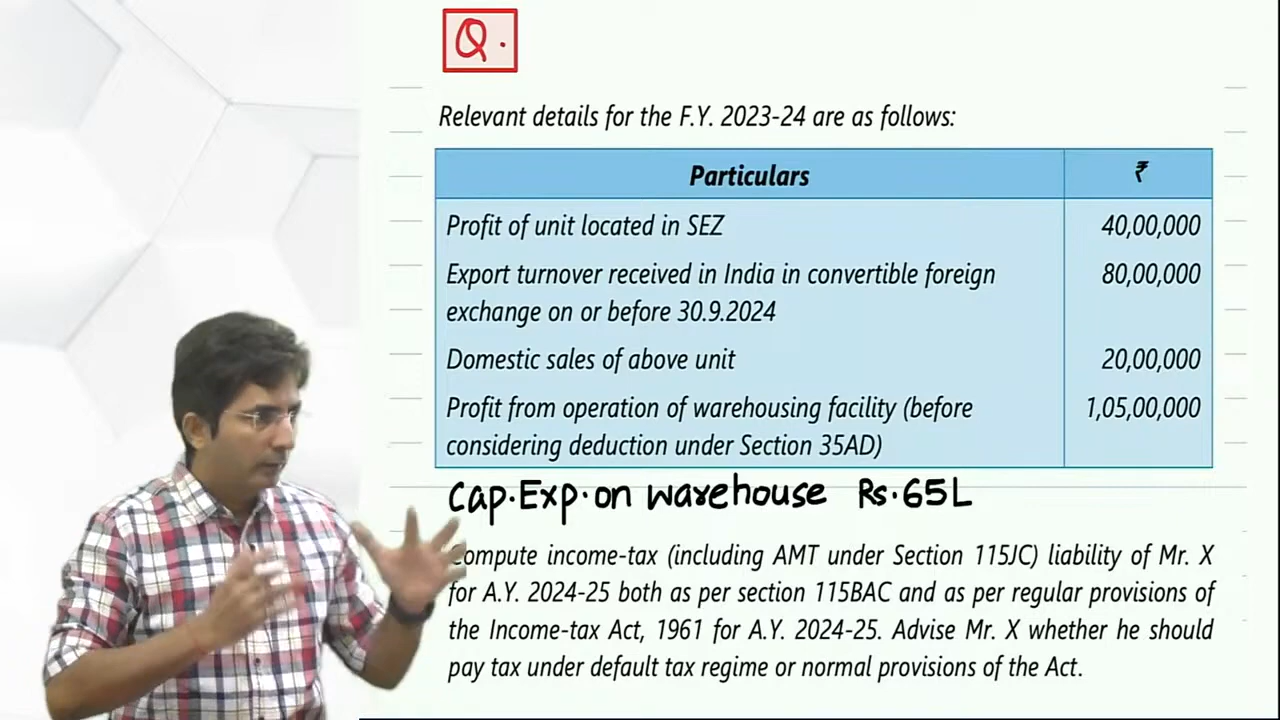 Q.
Relevant details for the F.Y. 2023-24 are as follows:
Particulars ₹
Profit of unit located in SEZ 40,00,000
Export turnover received in India in convertible foreign 80,00,000
exchange on or before 30.9.2024
Domestic sales of above unit 20,00,000
Profit from operation of warehousing facility (before 1,05,00,000
considering deduction under Section 35AD)
Cap. Exp. on warehouse Rs. 65L
Compute income-tax (including AMT under Section 115JC) liability of Mr. X
for A.Y. 2024-25 both as per section 115BAC and as per regular provisions of
the Income-tax Act, 1961 for A.Y. 2024-25. Advise Mr. X whether he should
pay tax under default tax regime or normal provisions of the Act.